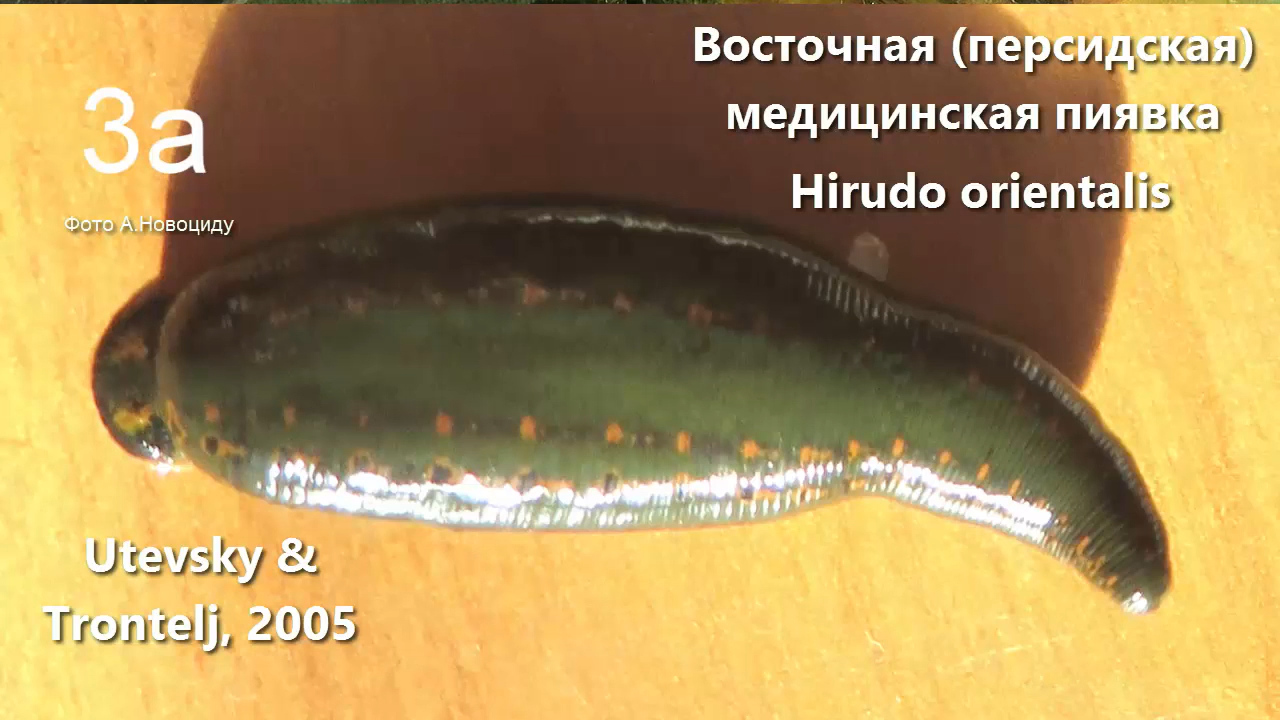 Восточная (персидская)
медицинская пиявка
Hirudo orientalis
3а
Фото А.Новоциду
Utevsky &
Trontelj, 2005